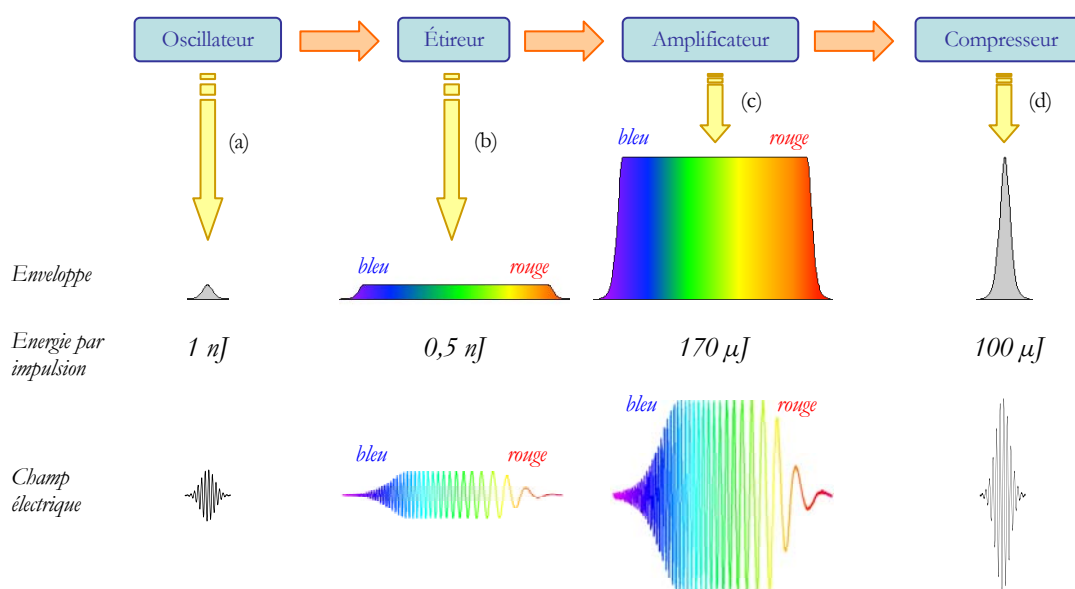 Oscillateur
Étireur
Amplificateur
Compresseur
(a)
(b)
(c)
(d)
bleu
rouge
Enveloppe
bleu
rouge
Energie par
impulsion
1 nJ
0,5 nJ
170 µJ
100 µJ
bleu
rouge
bleu
rouge
Champ
électrique